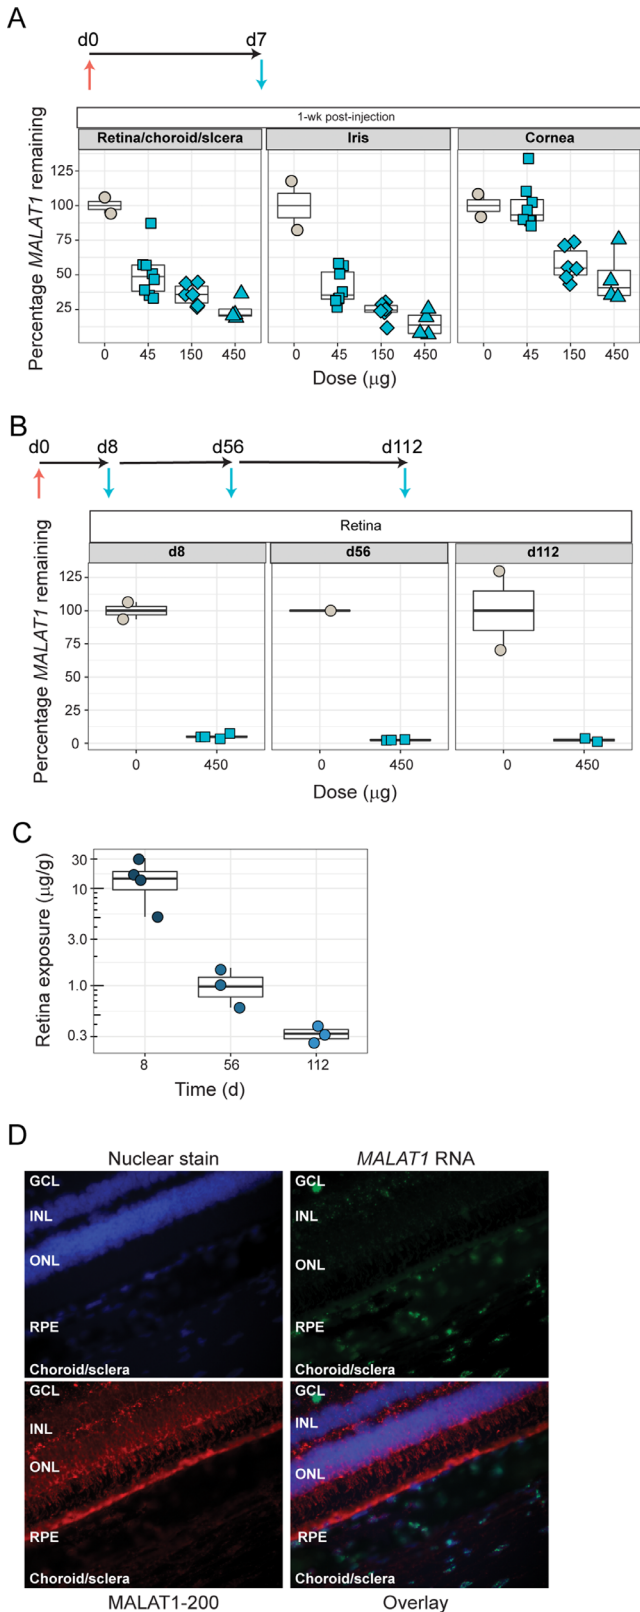 A
d0 d7
1-wk post-injection
Retina/choroid/slcera Iris Cornea
Percentage MALAT1 remaining
125
100
75
50
25
0 45 150 450 0 45 150 450 0 45 150 450
Dose (μg)
B
d0 d8 d56 d112
Retina
d8 d56 d112
Percentage MALAT1 remaining
125
100
75
50
25
0
0 450 0 450 0 450
Dose (μg)
C
Retina exposure (μg/g)
30
10
3.0
1.0
0.3
8 56 112
Time (d)
D
Nuclear stain MALAT1 RNA
GCL GCL
INL INL
ONL ONL
RPE RPE
Choroid/sclera Choroid/sclera
GCL GCL
INL INL
ONL ONL
RPE RPE
Choroid/sclera Choroid/sclera
MALAT1-200 Overlay